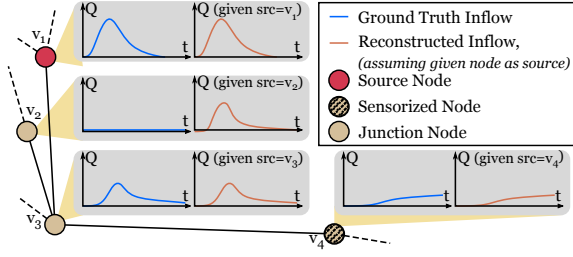 v1
Q
t
Q (given src=v1)
t
v2
Q
t
Q (given src=v2)
t
v3
Q
t
Q (given src=v3)
t
v4
Q
t
Q (given src=v4)
t
Ground Truth Inflow
Reconstructed Inflow,
(assuming given node as source)
Source Node
Sensorized Node
Junction Node